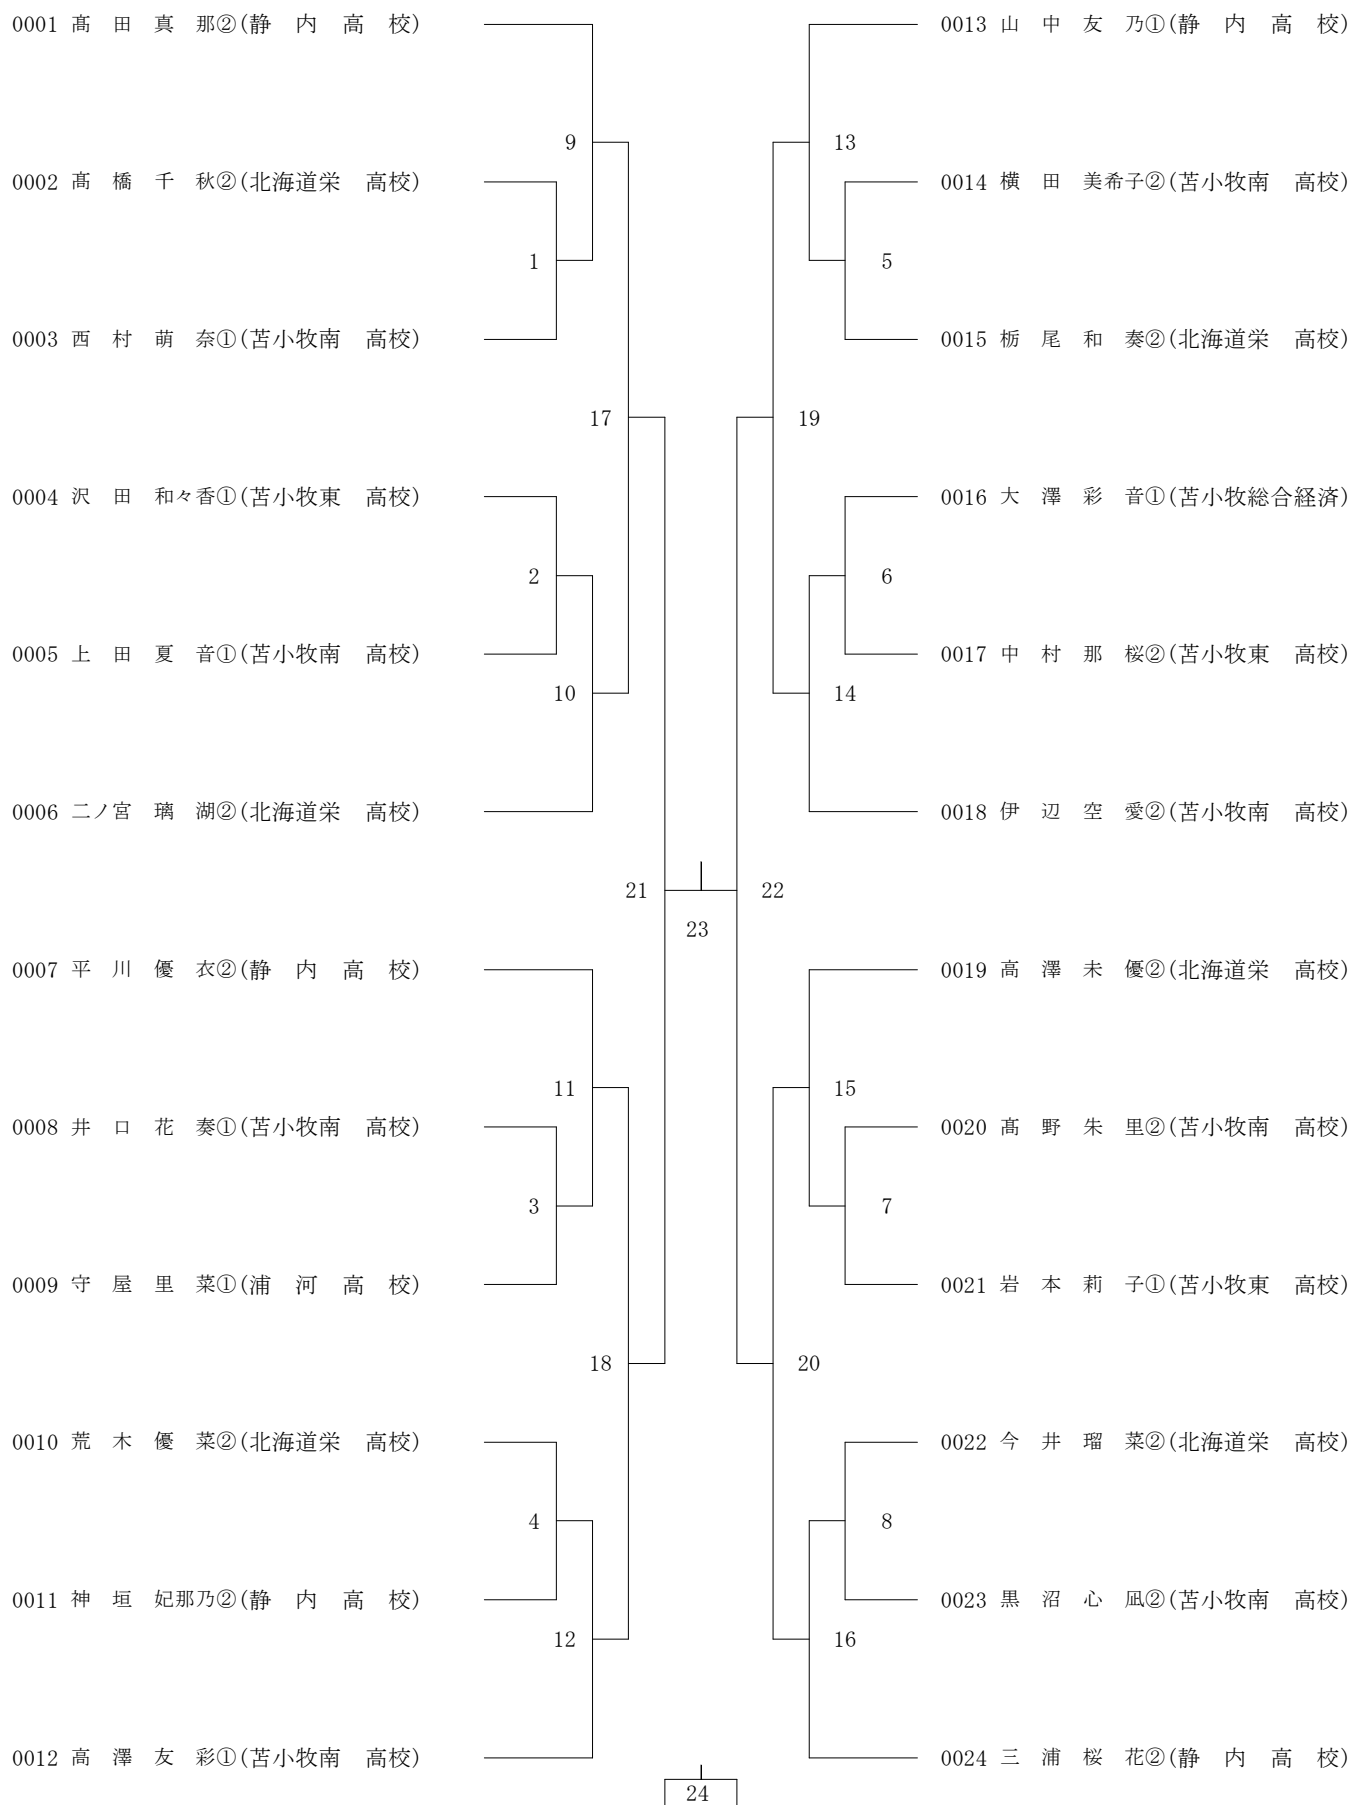 0001 髙　田　真　那②(静　内　高　校)
9
0002 髙　橋　千　秋②(北海道栄　高校)
1
0003 西　村　萌　奈①(苫小牧南　高校)
17
0004 沢　田　和々香①(苫小牧東　高校)
2
0005 上　田　夏　音①(苫小牧南　高校)
10
0006 二ノ宮　璃　湖②(北海道栄　高校)
21
0007 平　川　優　衣②(静　内　高　校)
11
0008 井　口　花　奏①(苫小牧南　高校)
3
0009 守　屋　里　菜①(浦　河　高　校)
18
0010 荒　木　優　菜②(北海道栄　高校)
4
0011 神　垣　妃那乃②(静　内　高　校)
12
0012 高　澤　友　彩①(苫小牧南　高校)
23
24
0013 山　中　友　乃①(静　内　高　校)
13
0014 横　田　美希子②(苫小牧南　高校)
5
0015 栃　尾　和　奏②(北海道栄　高校)
19
0016 大　澤　彩　音①(苫小牧総合経済)
6
0017 中　村　那　桜②(苫小牧東　高校)
14
0018 伊　辺　空　愛②(苫小牧南　高校)
22
0019 高　澤　未　優②(北海道栄　高校)
15
0020 髙　野　朱　里②(苫小牧南　高校)
7
0021 岩　本　莉　子①(苫小牧東　高校)
20
0022 今　井　瑠　菜②(北海道栄　高校)
8
0023 黒　沼　心　凪②(苫小牧南　高校)
16
0024 三　浦　桜　花②(静　内　高　校)